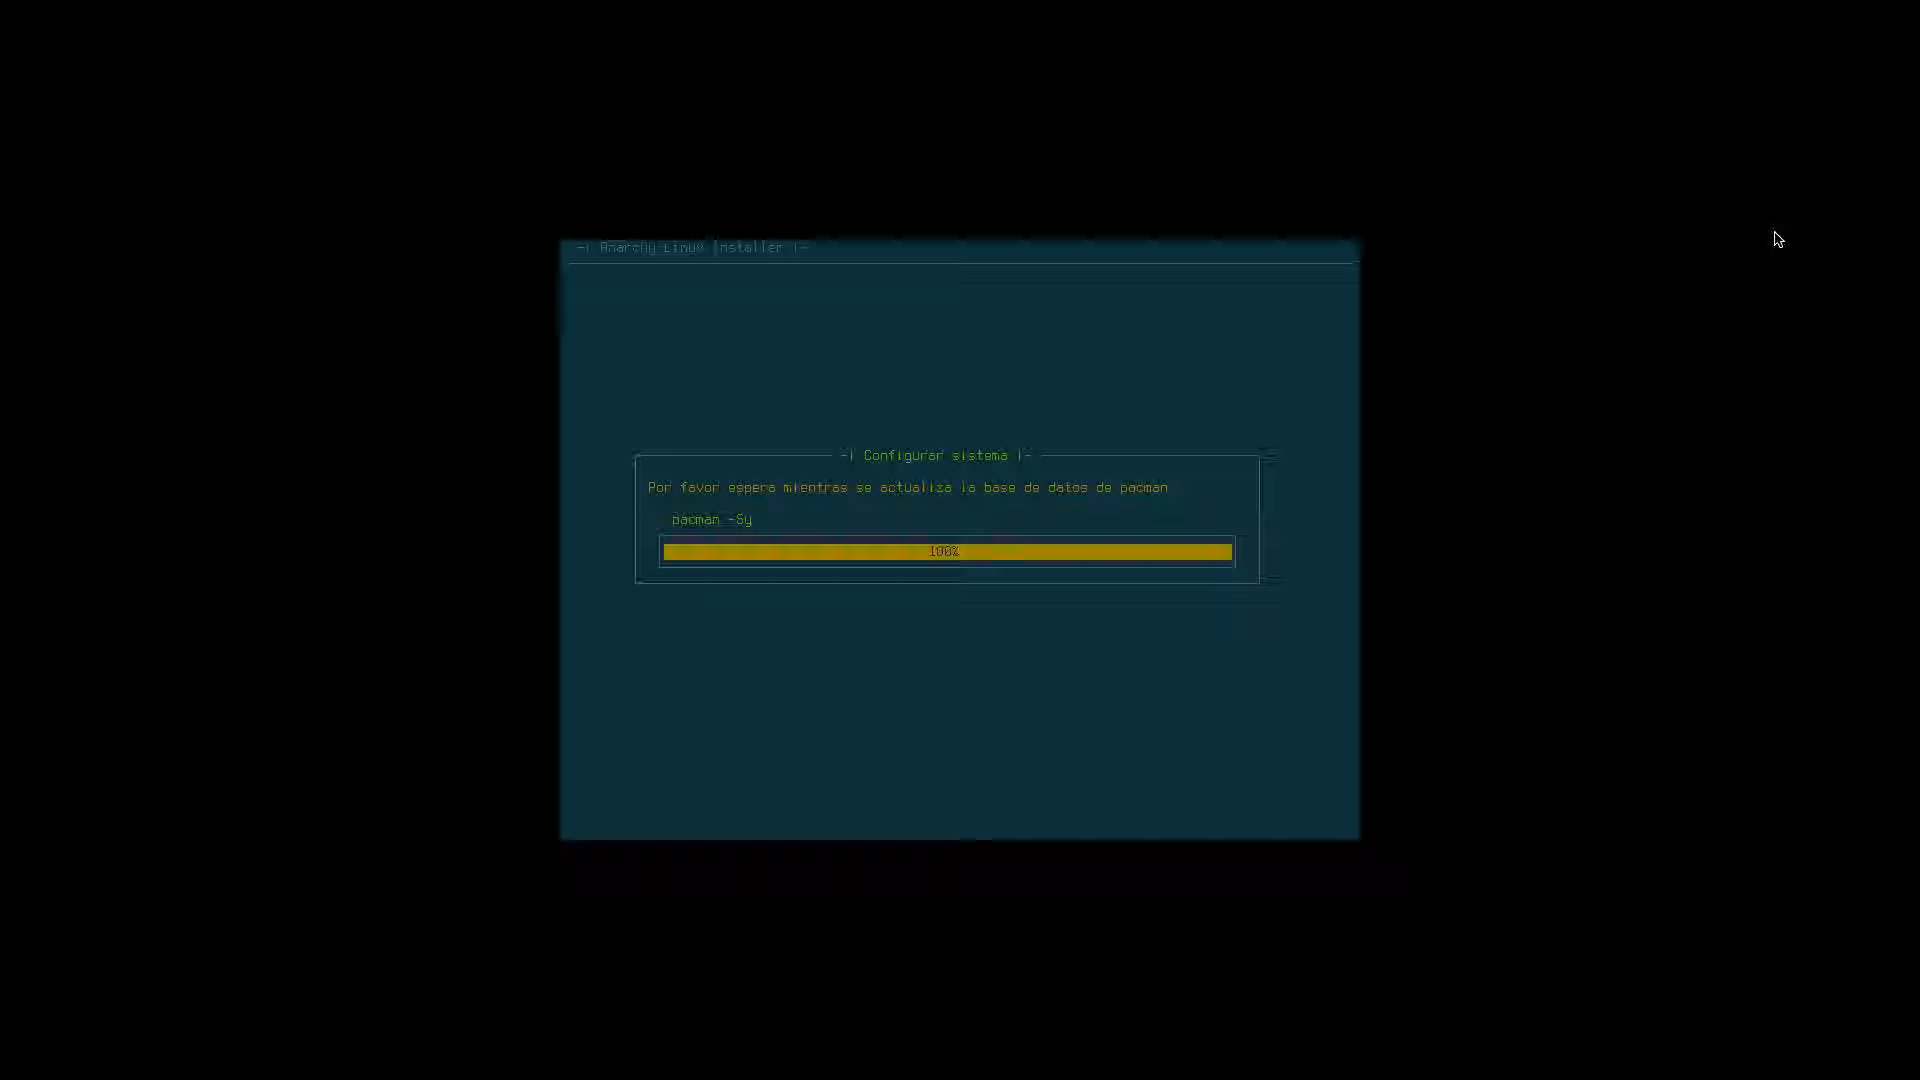 -| Anarchy Linux Installer |-
-| Configurar sistema |-
Por favor espera mientras se actualiza la base de datos de pacman
pacman -Sy
100%